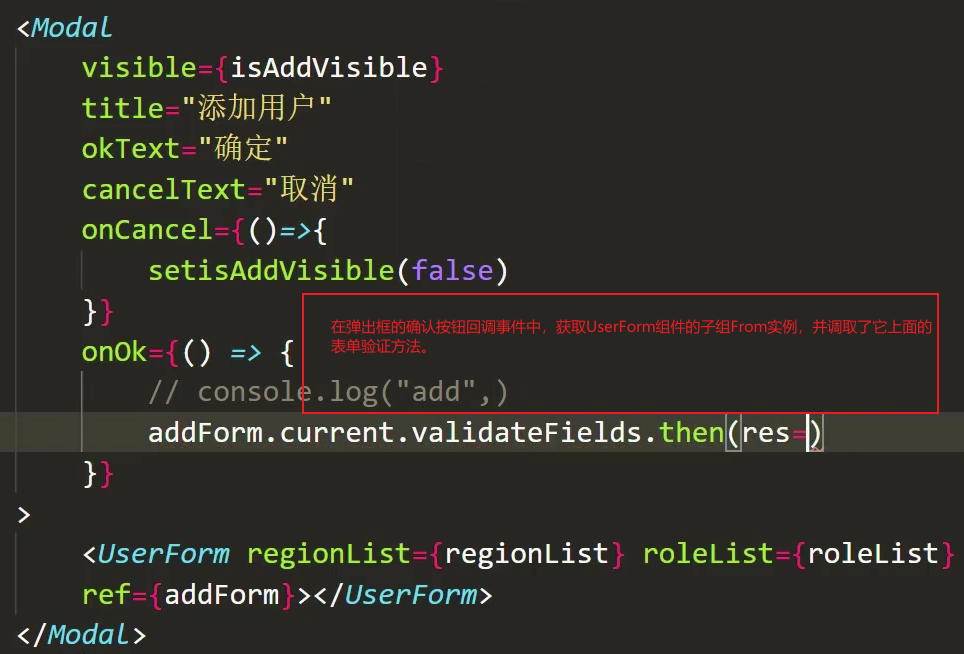 <Modal
visible={isAddVisible}
title="添加用户"
okText="确定"
cancelText="取消"
onCancel={()=>{
setisAddVisible(false)
}}
在弹出框的确认按钮回调事件中，获取UserForm组件的子组From实例，并调取了它上面的
表单验证方法。
onOk={() => {
// console.log("add",)
addForm.current.validateFields.then(res=)
}}
>
<UserForm regionList={regionList} roleList={roleList}
ref={addForm}></UserForm>
</Modal>